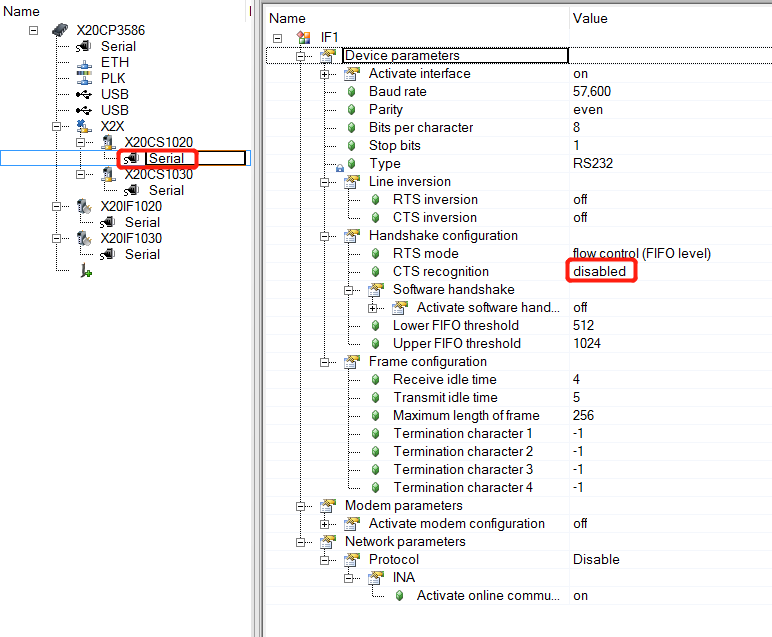 Name
X20CP3586
Serial
ETH
PLK
USB
USB
X2X
X20CS1020
Serial
X20CS1030
Serial
X20IF1020
Serial
X20IF1030
Serial
Name Value
IF1
Device parameters
Activate interface on
Baud rate 57,600
Parity even
Bits per character 8
Stop bits 1
Type RS232
Line inversion
RTS inversion off
CTS inversion off
Handshake configuration
RTS mode flow control (FIFO level)
CTS recognition disabled
Software handshake
Activate software hand... off
Lower FIFO threshold 512
Upper FIFO threshold 1024
Frame configuration
Receive idle time 4
Transmit idle time 5
Maximum length of frame 256
Termination character 1 -1
Termination character 2 -1
Termination character 3 -1
Termination character 4 -1
Modem parameters
Activate modem configuration off
Network parameters
Protocol Disable
INA
Activate online commu... on